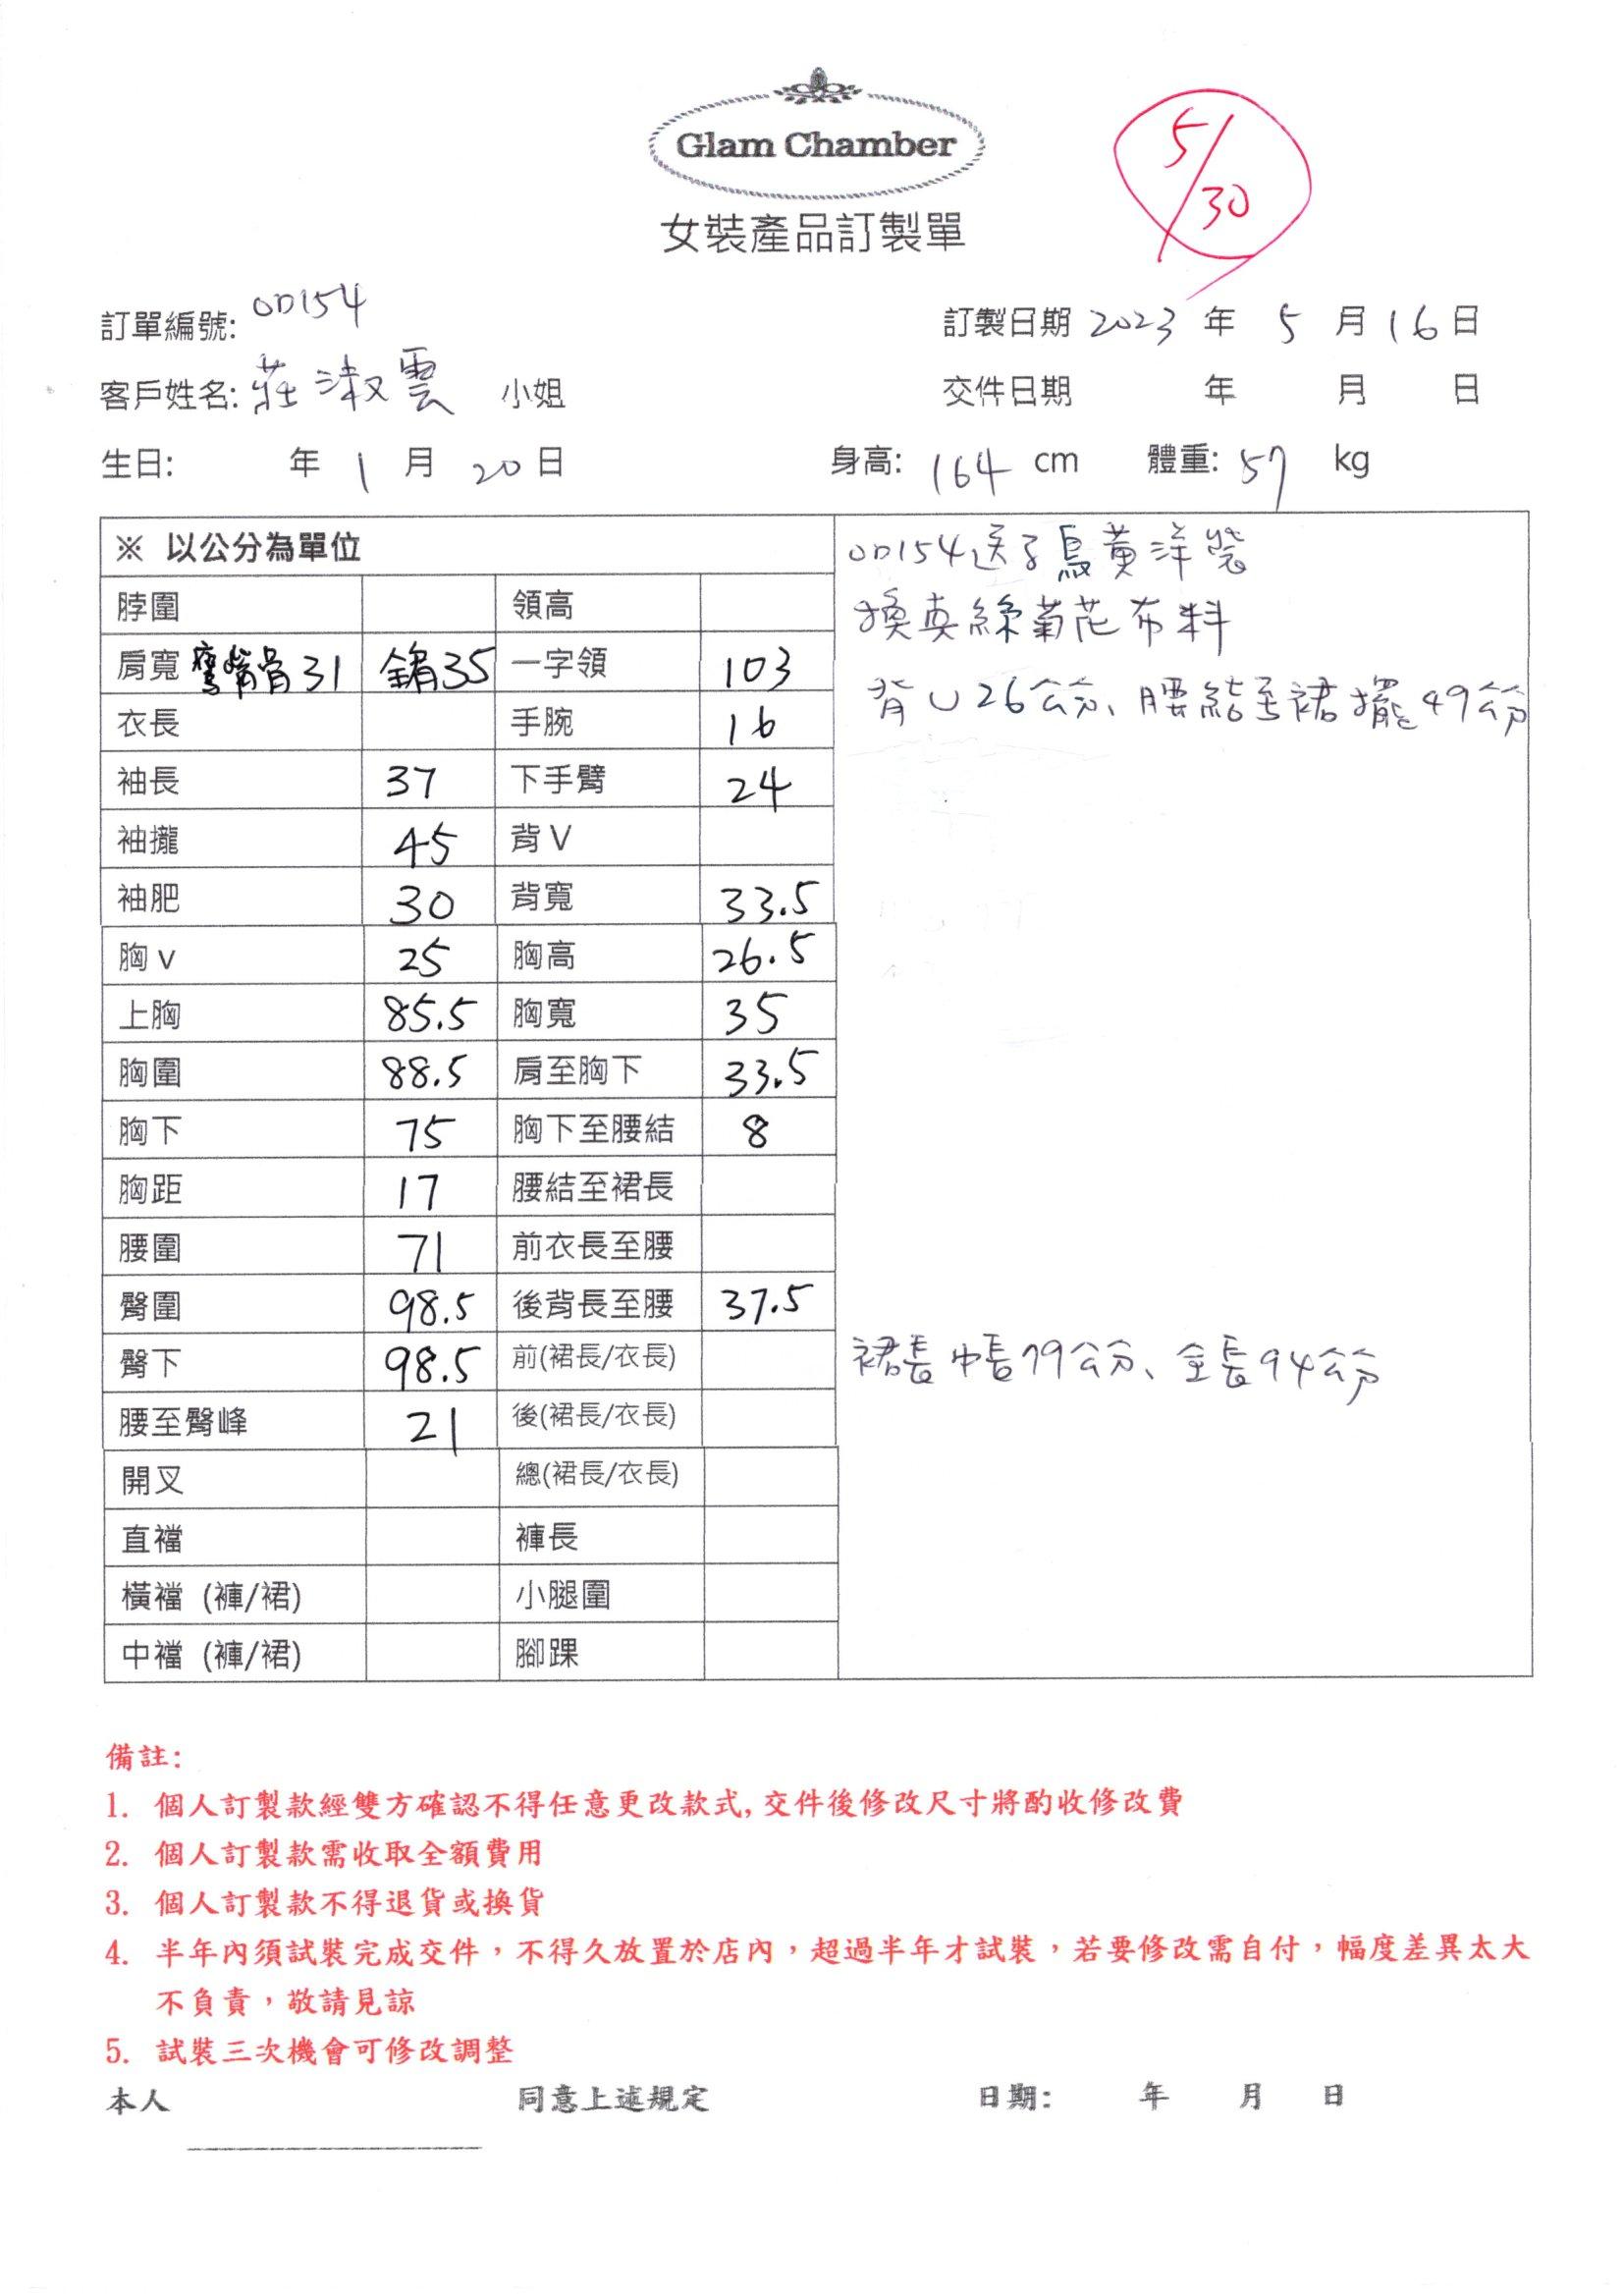 Glam Chamber
5/30
女裝產品訂製單
訂單編號: OD154
訂製日期 2023 年 5 月 16 日
客戶姓名: 莊淑雲 小姐
交件日期 年 月 日
生日: 年 1 月 20 日 身高: 164 cm 體重: 57 kg
※ 以公分為單位
OD154送子鳥黃洋裝
換真絲菊花布料
背U26公分、腰結至裙擺49公分
脖圍 領高
肩寬 鷹嘴骨31 35 一字領 103
衣長 手腕 16
袖長 37 下手臂 24
袖攏 45 背V
袖肥 30 背寬 33.5
胸v 25 胸高 26.5
上胸 85.5 胸寬 35
胸圍 88.5 肩至胸下 33.5
胸下 75 胸下至腰結 8
胸距 17 腰結至裙長
腰圍 71 前衣長至腰
臀圍 98.5 後背長至腰 37.5
臀下 98.5 前(裙長/衣長)
裙長中長79公分、全長94公分
腰至臀峰 21 後(裙長/衣長)
開叉 總(裙長/衣長)
直襠 褲長
橫襠 (褲/裙) 小腿圍
中襠 (褲/裙) 腳踝
備註:
1. 個人訂製款經雙方確認不得任意更改款式,交件後修改尺寸將酌收修改費
2. 個人訂製款需收取全額費用
3. 個人訂製款不得退貨或換貨
4. 半年內須試裝完成交件，不得久放置於店內，超過半年才試裝，若要修改需自付，幅度差異太大
不負責，敬請見諒
5. 試裝三次機會可修改調整
本人 同意上述規定 日期: 年 月 日